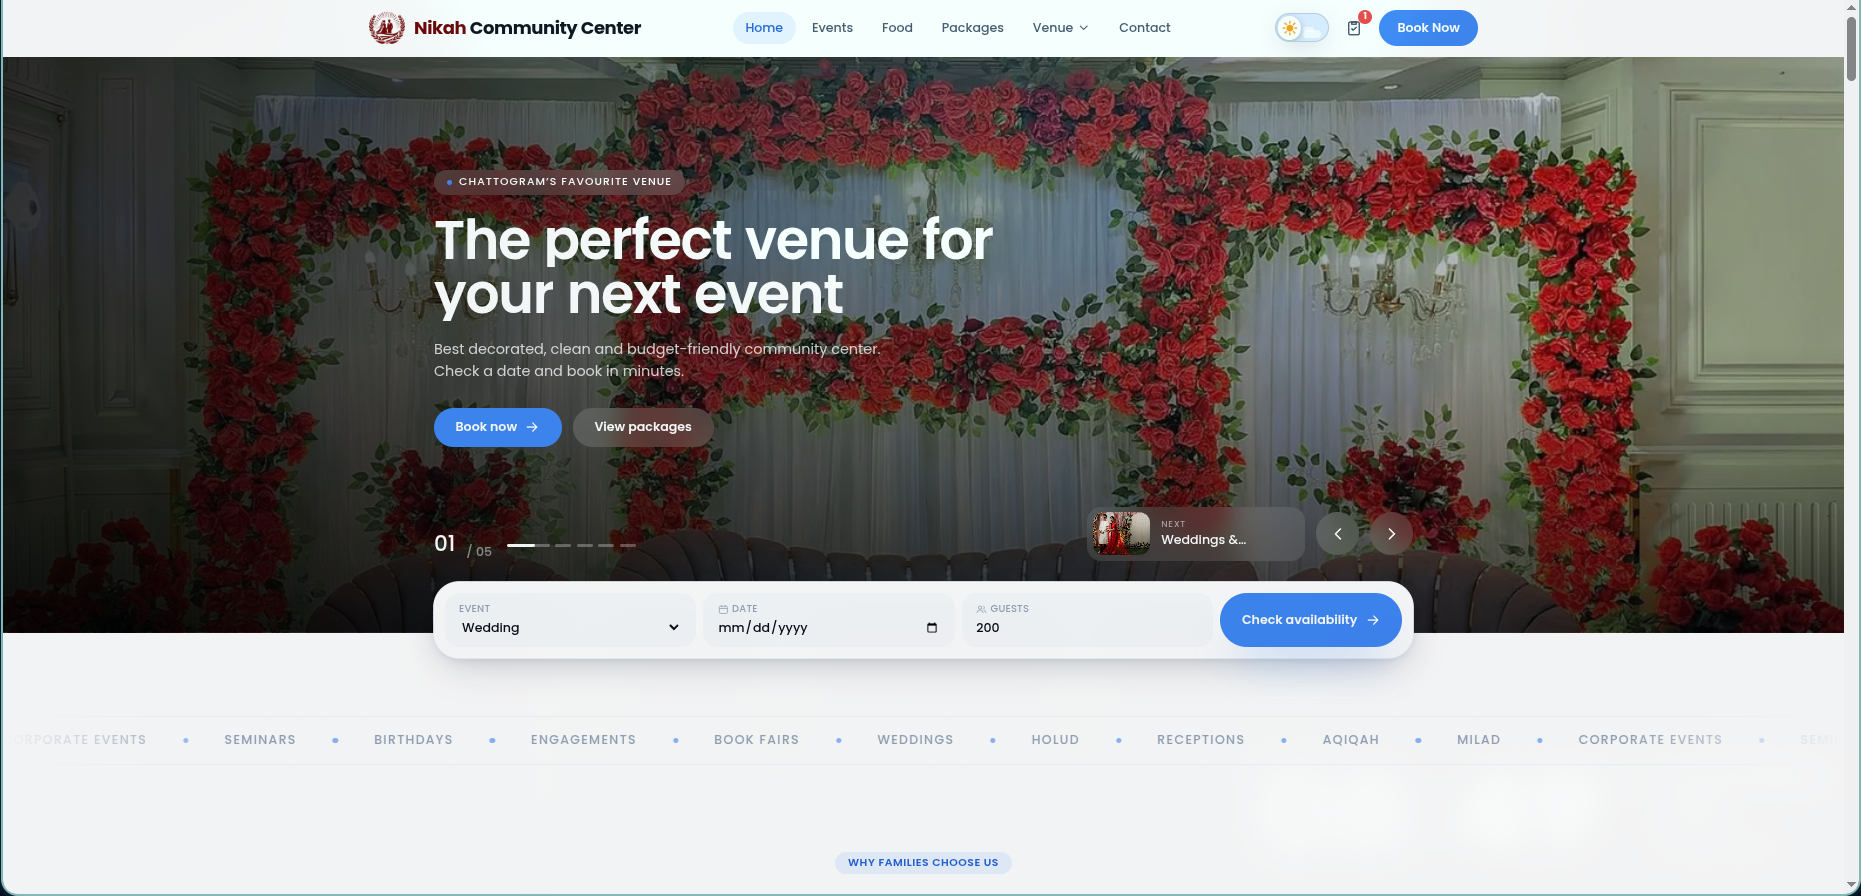 Nikah Community Center
Home
Events
Food
Packages
Venue
Contact
1
Book Now
CHATTOGRAM'S FAVOURITE VENUE
The perfect venue for
your next event
Best decorated, clean and budget-friendly community center.
Check a date and book in minutes.
Book now
View packages
01 / 05
NEXT
Weddings &...
EVENT
Wedding
DATE
mm/dd/yyyy
GUESTS
200
Check availability
ORPORATE EVENTS • SEMINARS • BIRTHDAYS • ENGAGEMENTS • BOOK FAIRS • WEDDINGS • HOLUD • RECEPTIONS • AQIQAH • MILAD • CORPORATE EVENTS •
WHY FAMILIES CHOOSE US